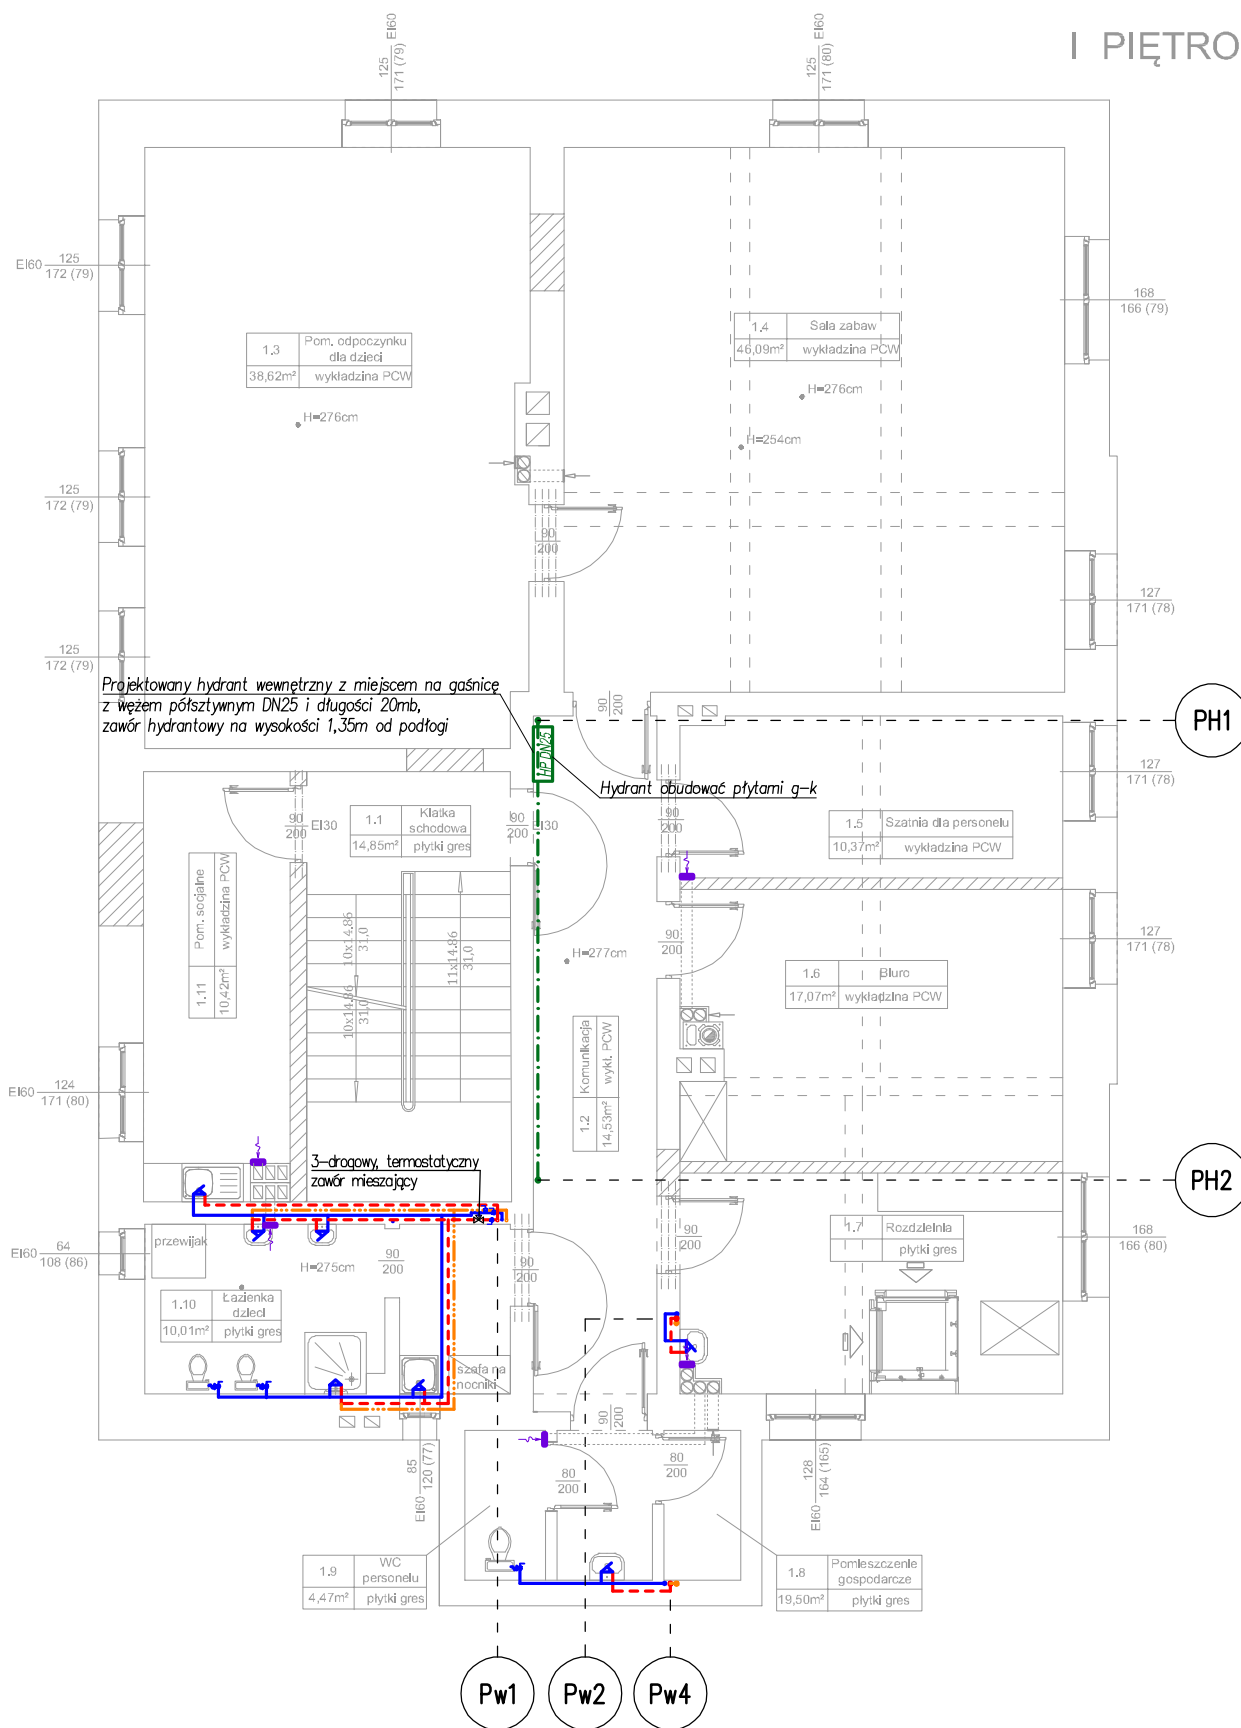 I PIĘTRO
125
171 (79)
EI60
125
171 (80)
EI60
EI60
125
172 (79)
168
166 (79)
1.3
Pom. odpoczynku
dla dzieci
38,62m²
wykładzina PCW
H=276cm
1.4
Sala zabaw
46,09m²
wykładzina PCW
H=276cm
H=254cm
125
172 (79)
90
200
127
171 (78)
125
172 (79)
Projektowany hydrant wewnętrzny z miejscem na gaśnicę
z wężem półsztywnym DN25 i długości 20mb,
zawór hydrantowy na wysokości 1,35m od podłogi
90
200
PH1
HP DN25
Hydrant obudować płytami g-k
127
171 (78)
90
200
EI30
1.1
Klatka
schodowa
14,85m²
płytki gres
90
200
EI30
90
200
1.5
Szatnia dla personelu
10,37m²
wykładzina PCW
1.11
Pom. socjalne
10,42m²
wykładzina PCW
10x14.86
31,0
11x14.86
31,0
10x14.86
31,0
H=277cm
90
200
127
171 (78)
1.6
Biuro
17,07m²
wykładzina PCW
1.2
Komunikacja
14,53m²
wykł. PCW
EI60
124
171 (80)
3-drogowy, termostatyczny
zawór mieszający
PH2
EI60
64
108 (86)
przewijak
H=275cm
90
200
90
200
90
200
1.7
Rozdzielnia
płytki gres
168
166 (80)
1.10
Łazienka
dzieci
10,01m²
płytki gres
szafa na
nocniki
90
200
85
120 (77)
EI60
80
200
80
200
128
164 (165)
EI60
1.9
WC
personelu
4,47m²
płytki gres
1.8
Pomieszczenie
gospodarcze
19,50m²
płytki gres
Pw1
Pw2
Pw4